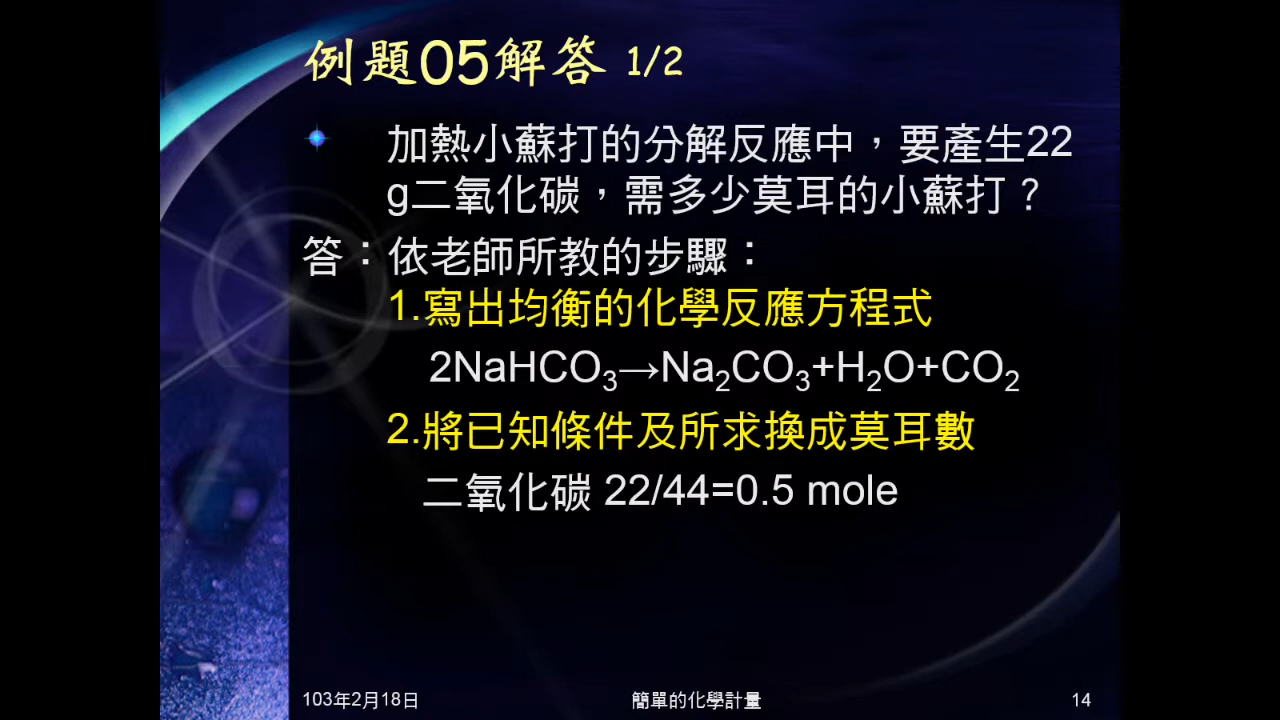 例題05解答 1/2
加熱小蘇打的分解反應中，要產生22
g二氧化碳，需多少莫耳的小蘇打？
答：依老師所教的步驟：
1.寫出均衡的化學反應方程式
2NaHCO₃→Na₂CO₃+H₂O+CO₂
2.將已知條件及所求換成莫耳數
二氧化碳 22/44=0.5 mole
103年2月18日
簡單的化學計量
14